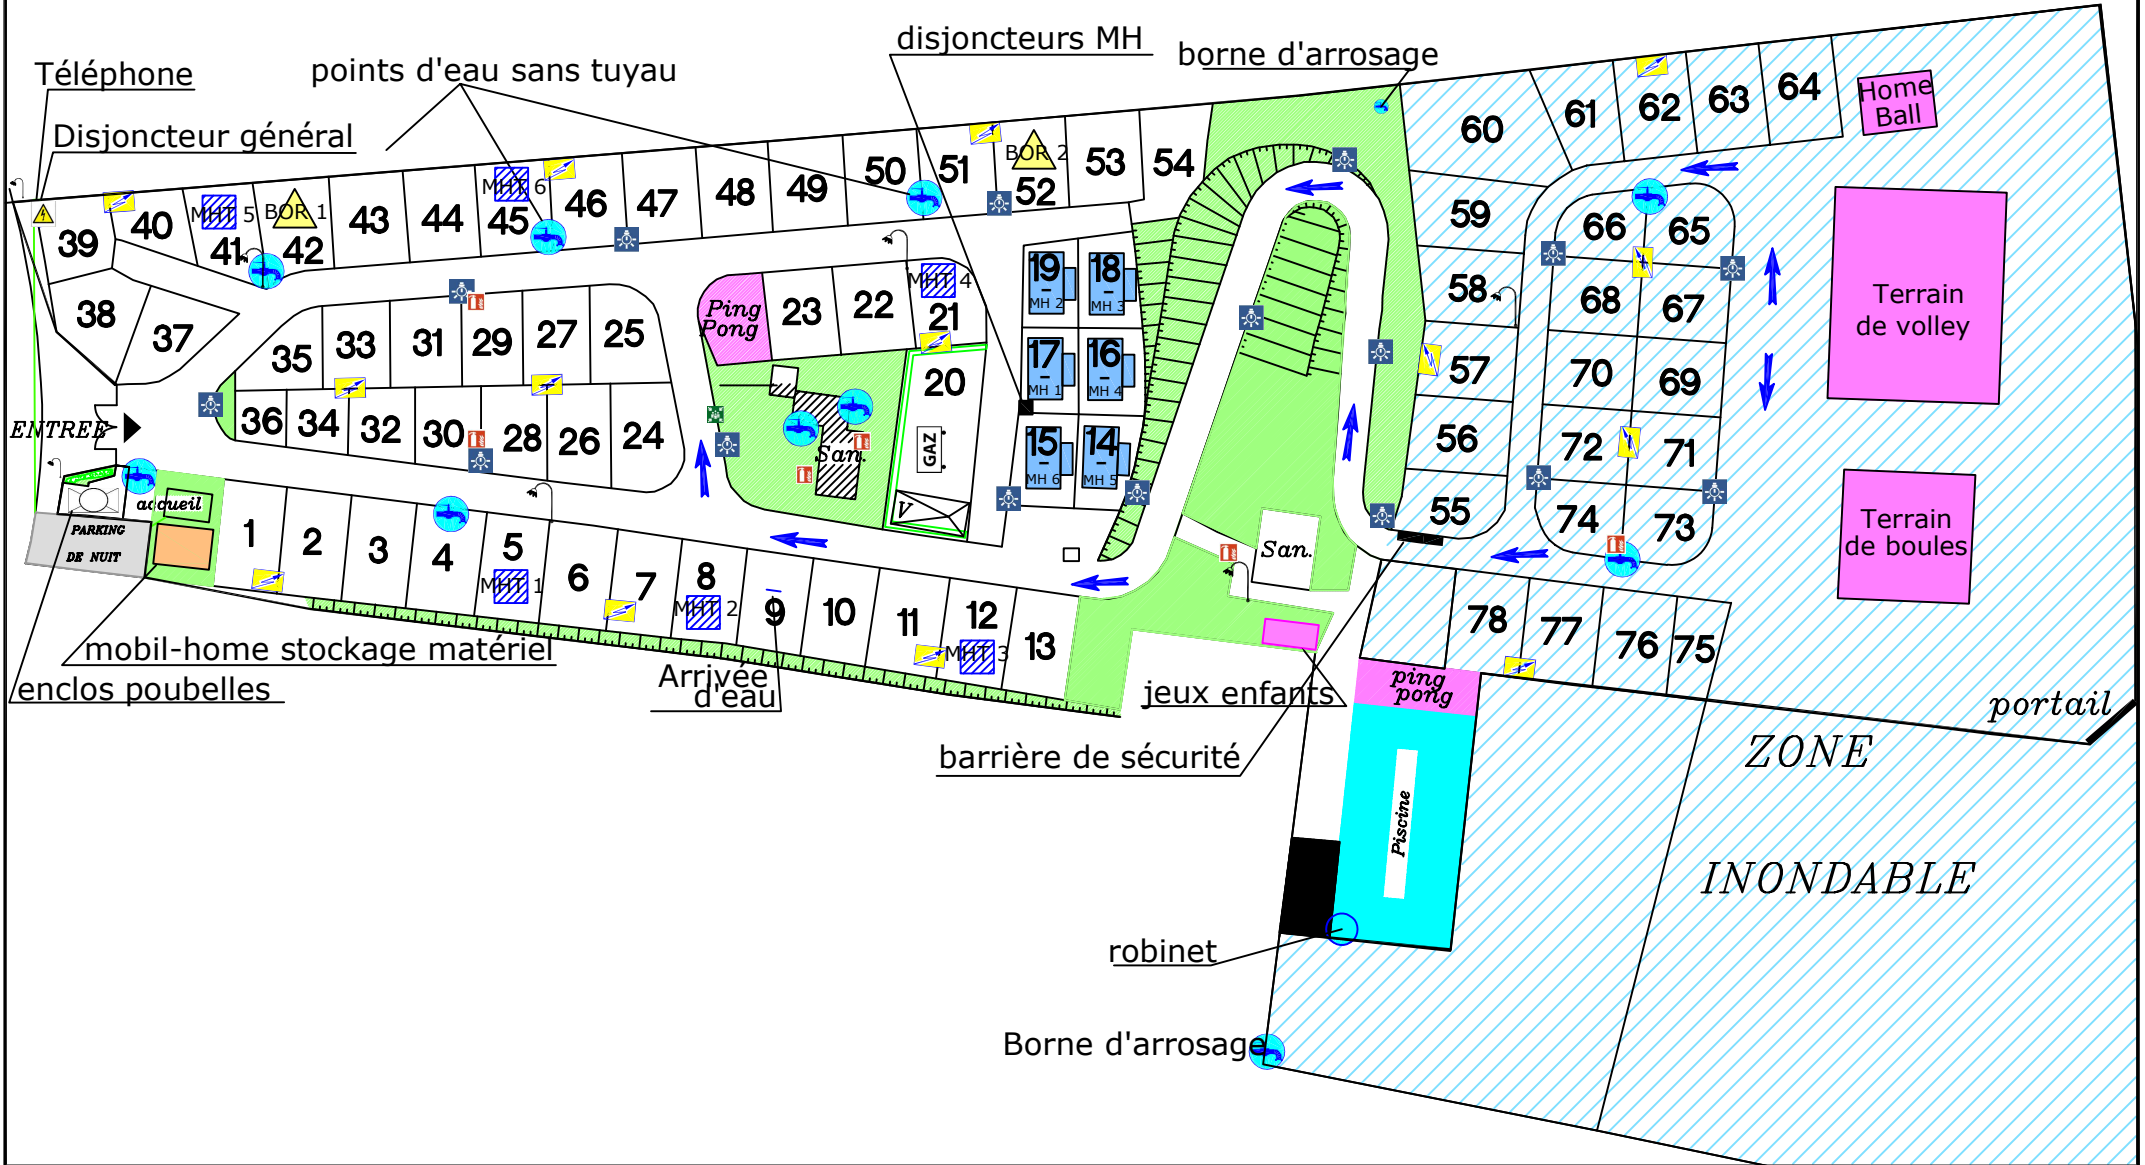 disjoncteurs MH
borne d'arrosage
Téléphone
points d'eau sans tuyau
Disjoncteur général
Home
Ball
60
61
62
63
64
39
40
MHT 5
41
BOR 1
42
43
44
MHT 6
45
46
47
48
49
50
51
BOR 2
52
53
54
59
66
65
38
37
35
33
31
29
27
25
Ping
Pong
23
22
MHT 4
21
19
MH 2
18
MH 3
58
68
67
Terrain
de volley
36
34
32
30
28
26
24
20
17
MH 1
16
MH 4
57
70
69
ENTREE
San.
GAZ
15
MH 6
14
MH 5
56
72
71
accueil
V
55
74
73
Terrain
de boules
PARKING
DE NUIT
1
2
3
4
5
MHT 1
6
7
8
MHT 2
9
10
11
12
MHT 3
13
San.
78
77
76
75
mobil-home stockage matériel
enclos poubelles
Arrivée
d'eau
jeux enfants
ping
pong
portail
barrière de sécurité
ZONE
INONDABLE
Piscine
robinet
Borne d'arrosage